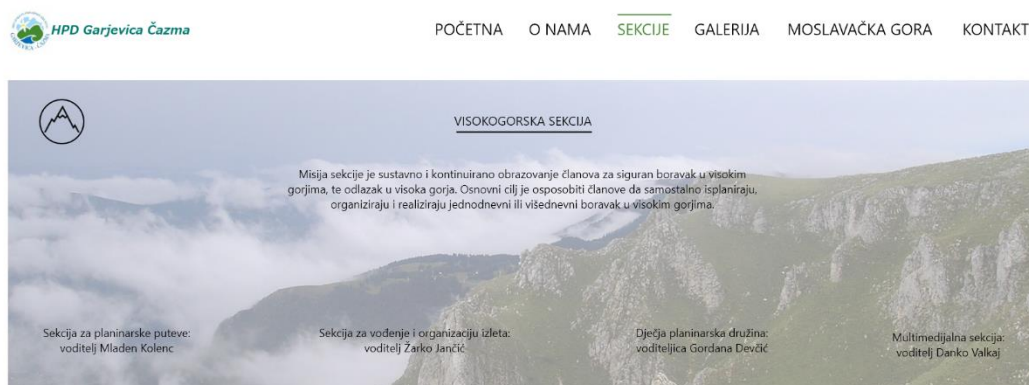 HPD Garjevica Čazma
POČETNA O NAMA SEKCIJE GALERIJA MOSLAVAČKA GORA KONTAKT
VISOKOGORSKA SEKCIJA
Misija sekcije je sustavno i kontinuirano obrazovanje članova za siguran boravak u visokim
gorjima, te odlazak u visoka gorja. Osnovni cilj je osposobiti članove da samostalno isplaniraju,
organiziraju i realiziraju jednodnevni ili višednevni boravak u visokim gorjima.
Sekcija za planinarske puteve:
voditelj Mladen Kolenc
Sekcija za vođenje i organizaciju izleta:
voditelj Žarko Jančić
Dječja planinarska družina:
voditeljica Gordana Devčić
Multimedijalna sekcija:
voditelj Danko Valkaj